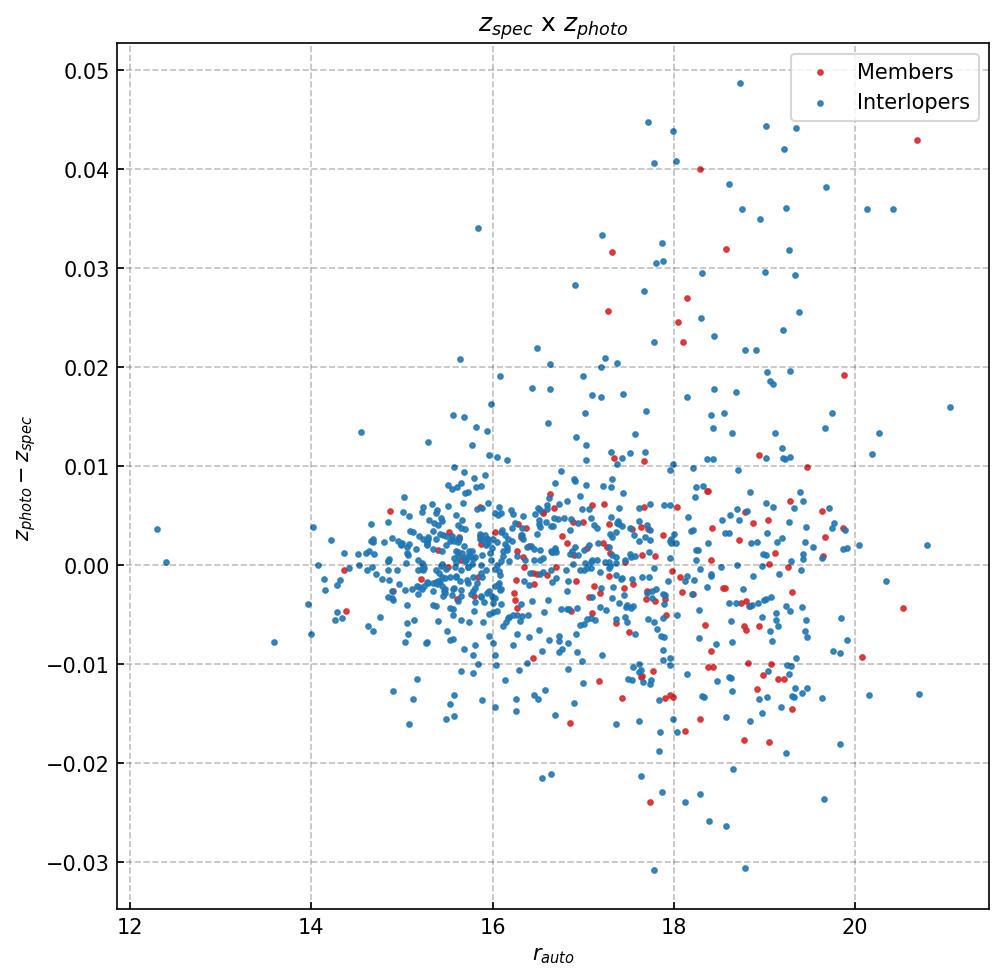 z_spec x z_photo
Members
Interlopers
0.05
0.04
0.03
0.02
0.01
0.00
−0.01
−0.02
−0.03
z_photo − z_spec
12 14 16 18 20
r_auto